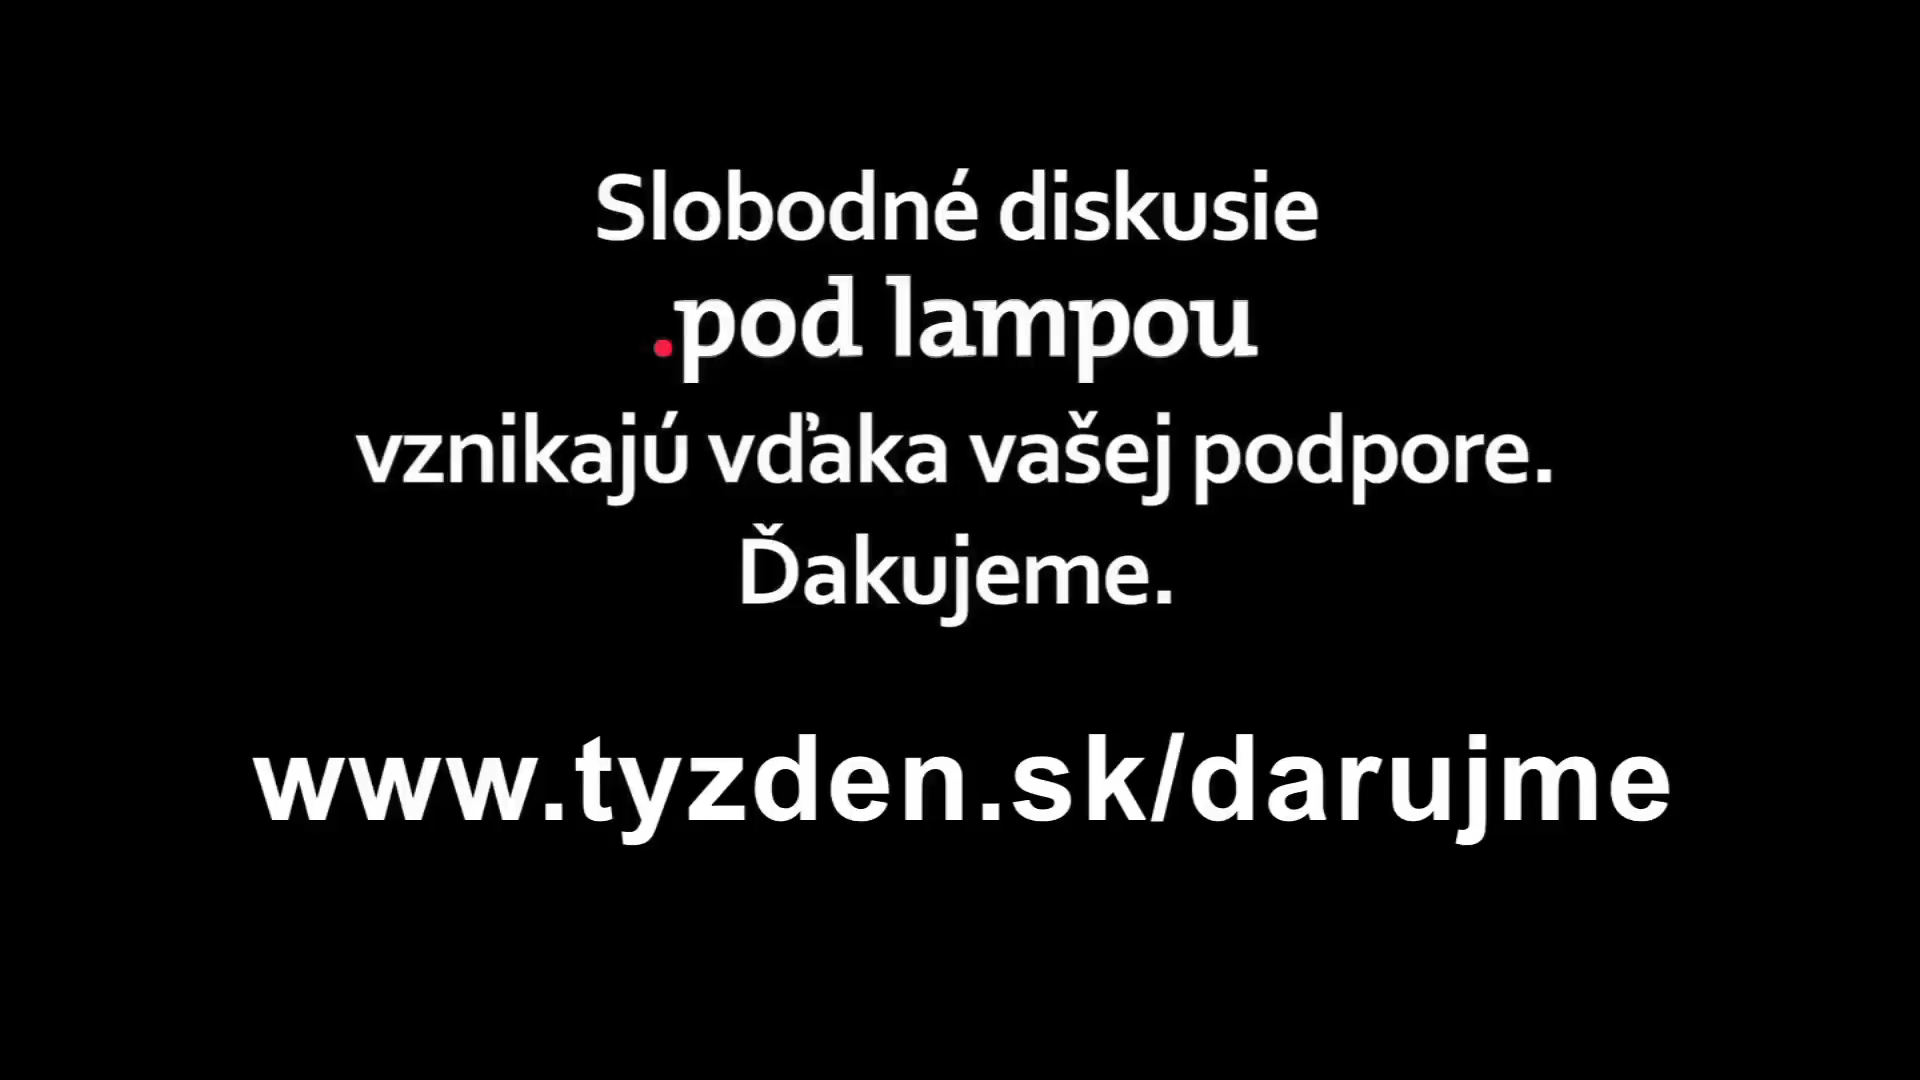 Slobodné diskusie
.pod lampou
vznikajú vďaka vašej podpore.
Ďakujeme.
www.tyzden.sk/darujme